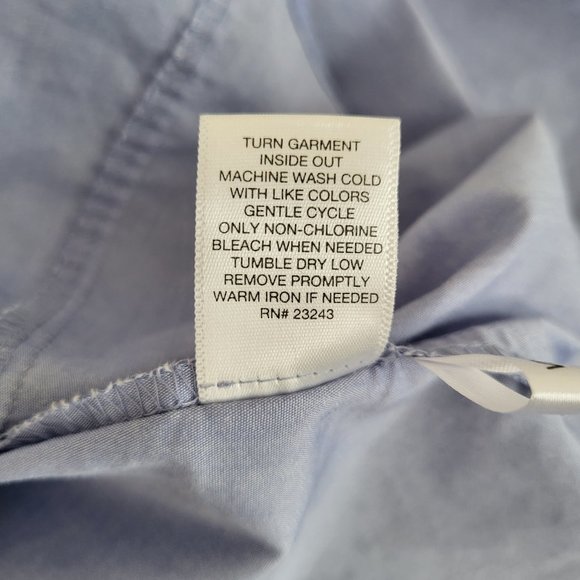 TURN GARMENT
INSIDE OUT
MACHINE WASH COLD
WITH LIKE COLORS
GENTLE CYCLE
ONLY NON-CHLORINE
BLEACH WHEN NEEDED
TUMBLE DRY LOW
REMOVE PROMPTLY
WARM IRON IF NEEDED
RN# 23243